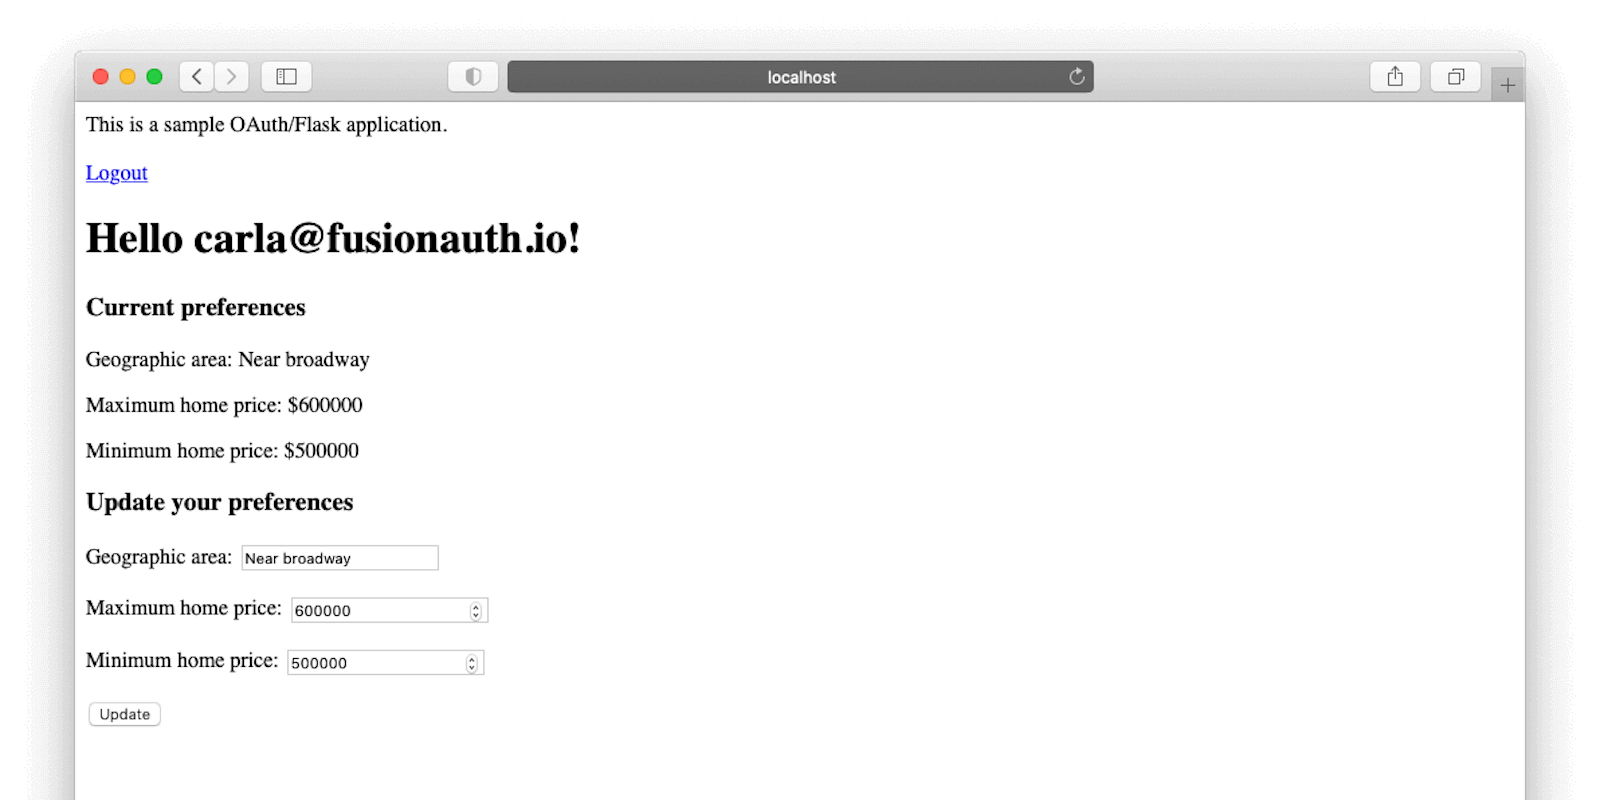 localhost
This is a sample OAuth/Flask application.
Logout
Hello carla@fusionauth.io!
Current preferences
Geographic area: Near broadway
Maximum home price: $600000
Minimum home price: $500000
Update your preferences
Geographic area: Near broadway
Maximum home price: 600000
Minimum home price: 500000
Update